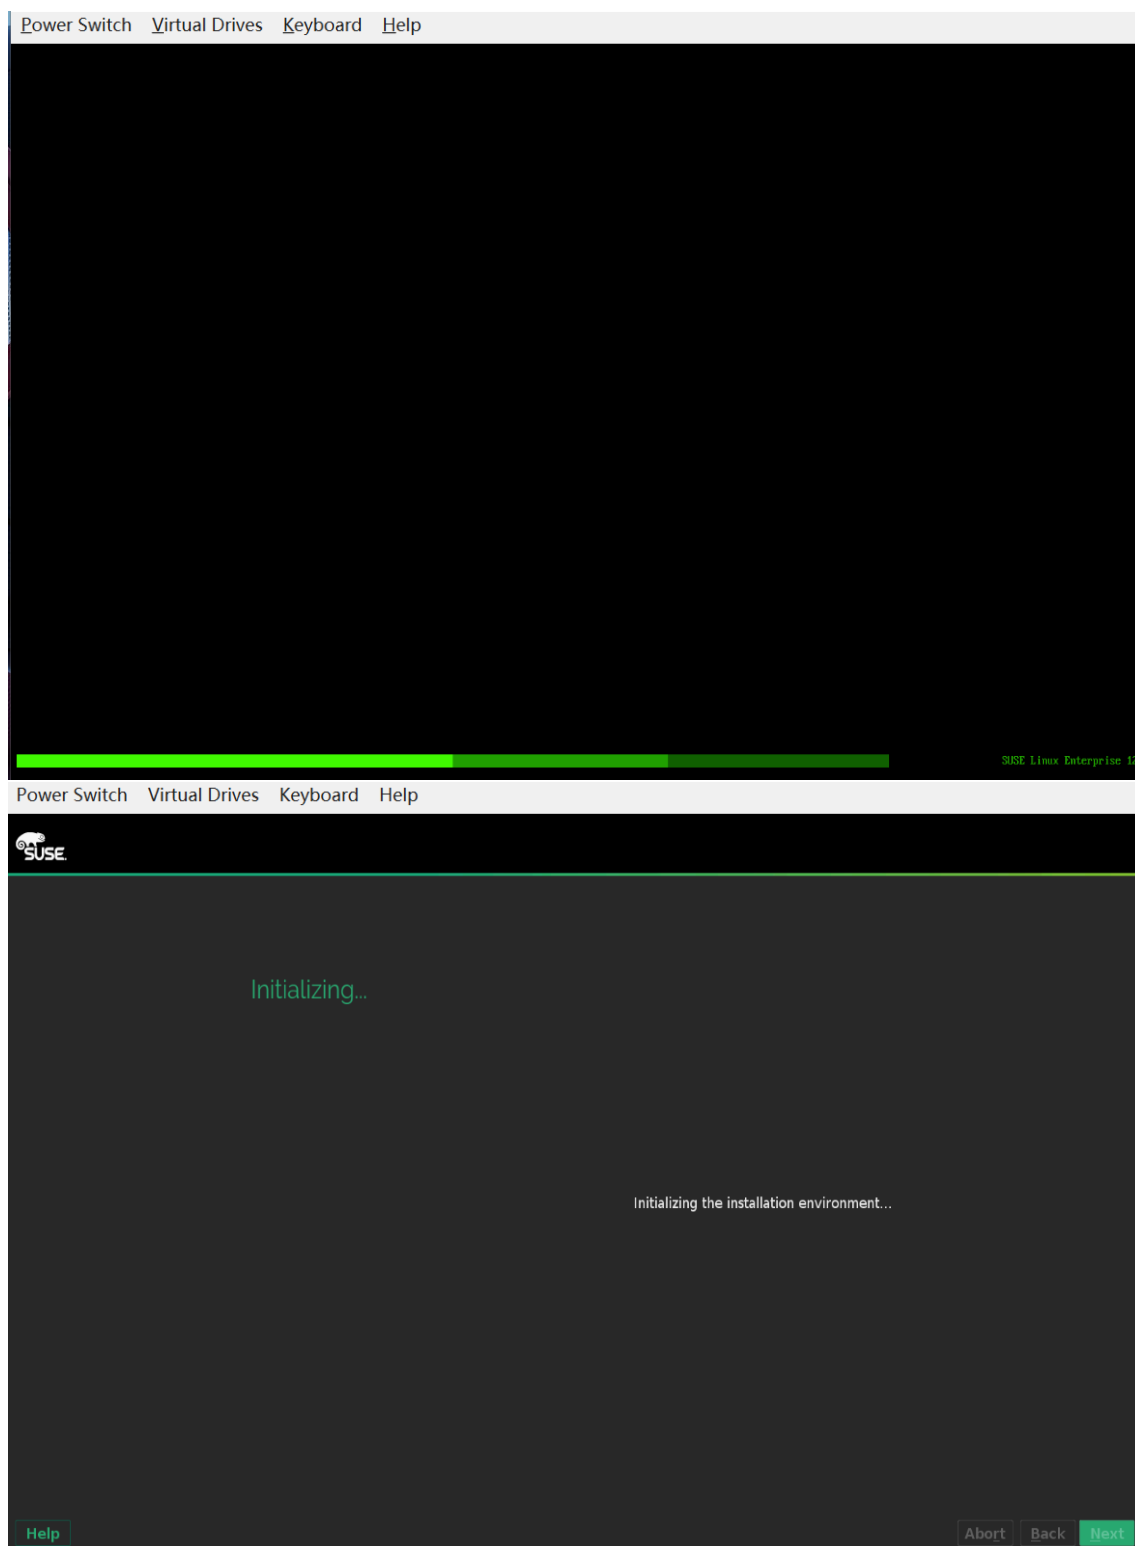 Power Switch Virtual Drives Keyboard Help
SUSE Linux Enterprise 12
Power Switch Virtual Drives Keyboard Help
SUSE.
Initializing...
Initializing the installation environment...
Help Abort Back Next